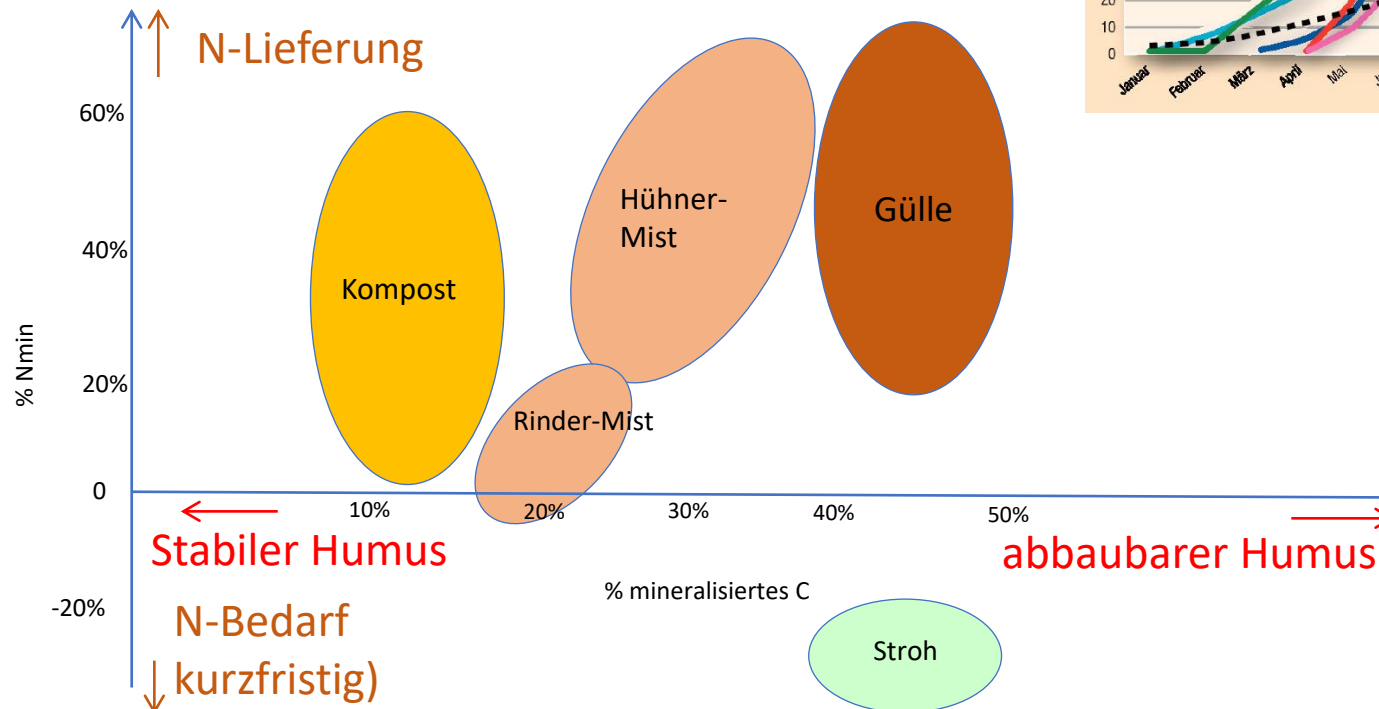 20
10
0
Januar
Februar
März
April
Mai
N-Lieferung
60%
Hühner-
Mist
Gülle
40%
Kompost
% Nmin
20%
Rinder-Mist
0
10%
20%
30%
40%
50%
Stabiler Humus
abbaubarer Humus
% mineralisiertes C
-20%
N-Bedarf
kurzfristig)
Stroh